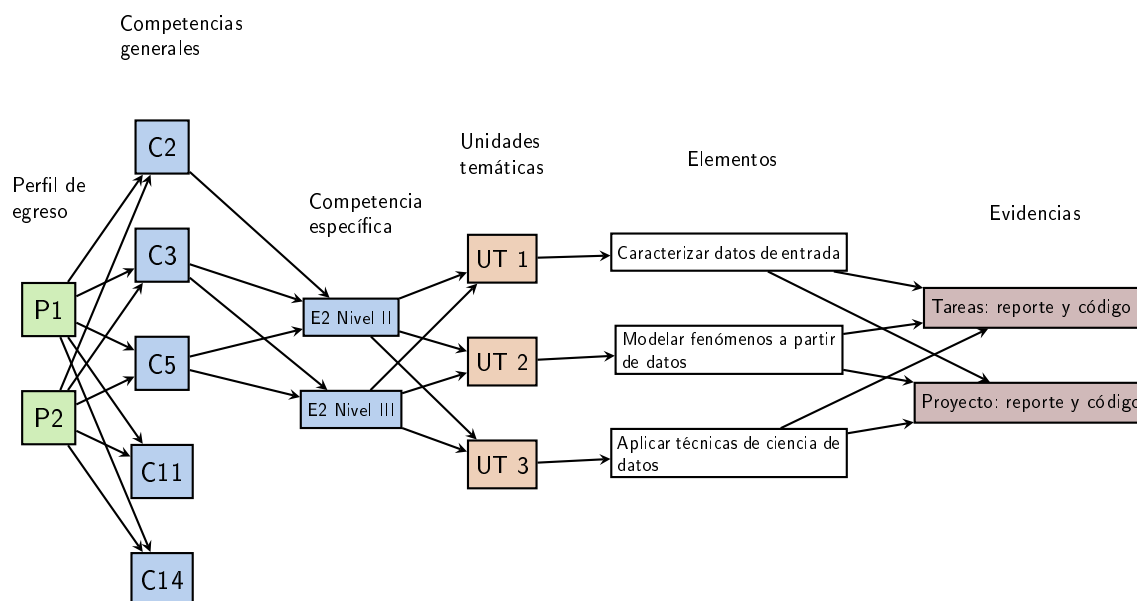 Competencias
generales
Perfil de
egreso
P1
P2
C2
C3
C5
C11
C14
Competencia
específica
E2 Nivel II
E2 Nivel III
Unidades
temáticas
UT 1
UT 2
UT 3
Elementos
Caracterizar datos de entrada
Modelar fenómenos a partir
de datos
Aplicar técnicas de ciencia de
datos
Evidencias
Tareas: reporte y código
Proyecto: reporte y código